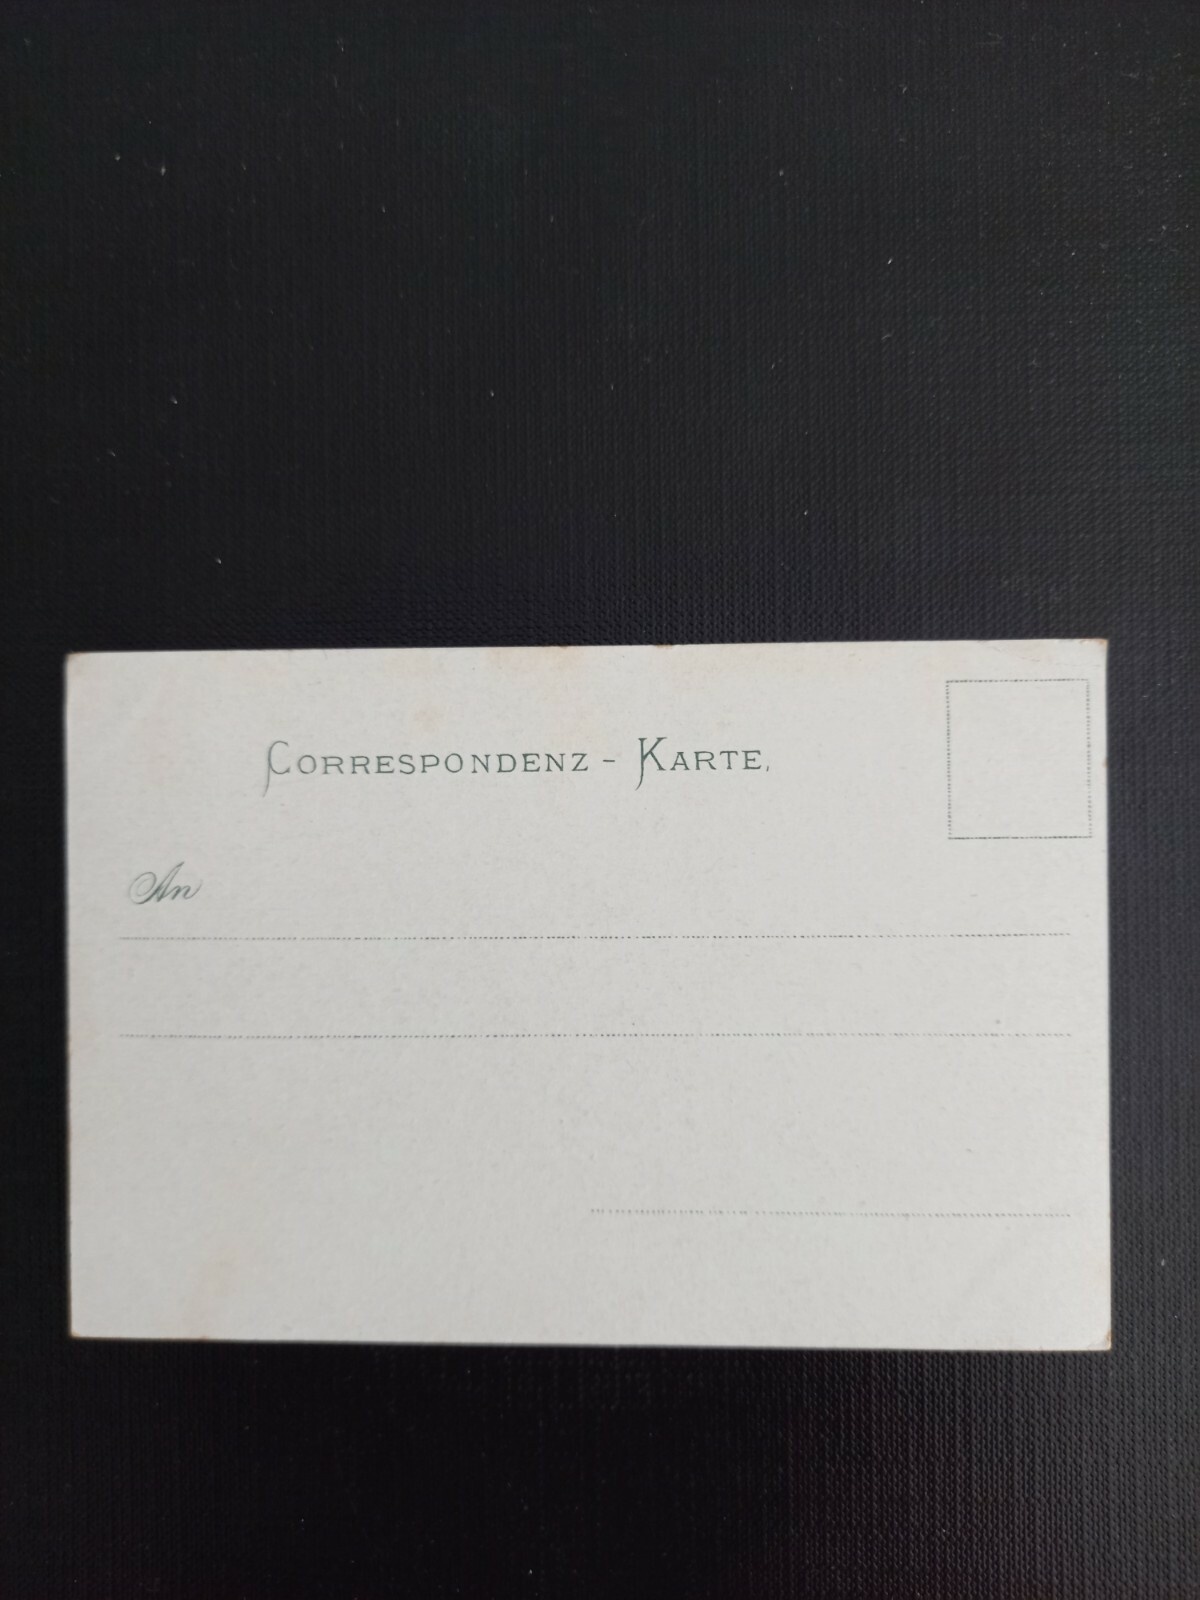 CORRESPONDENZ - KARTE.
An